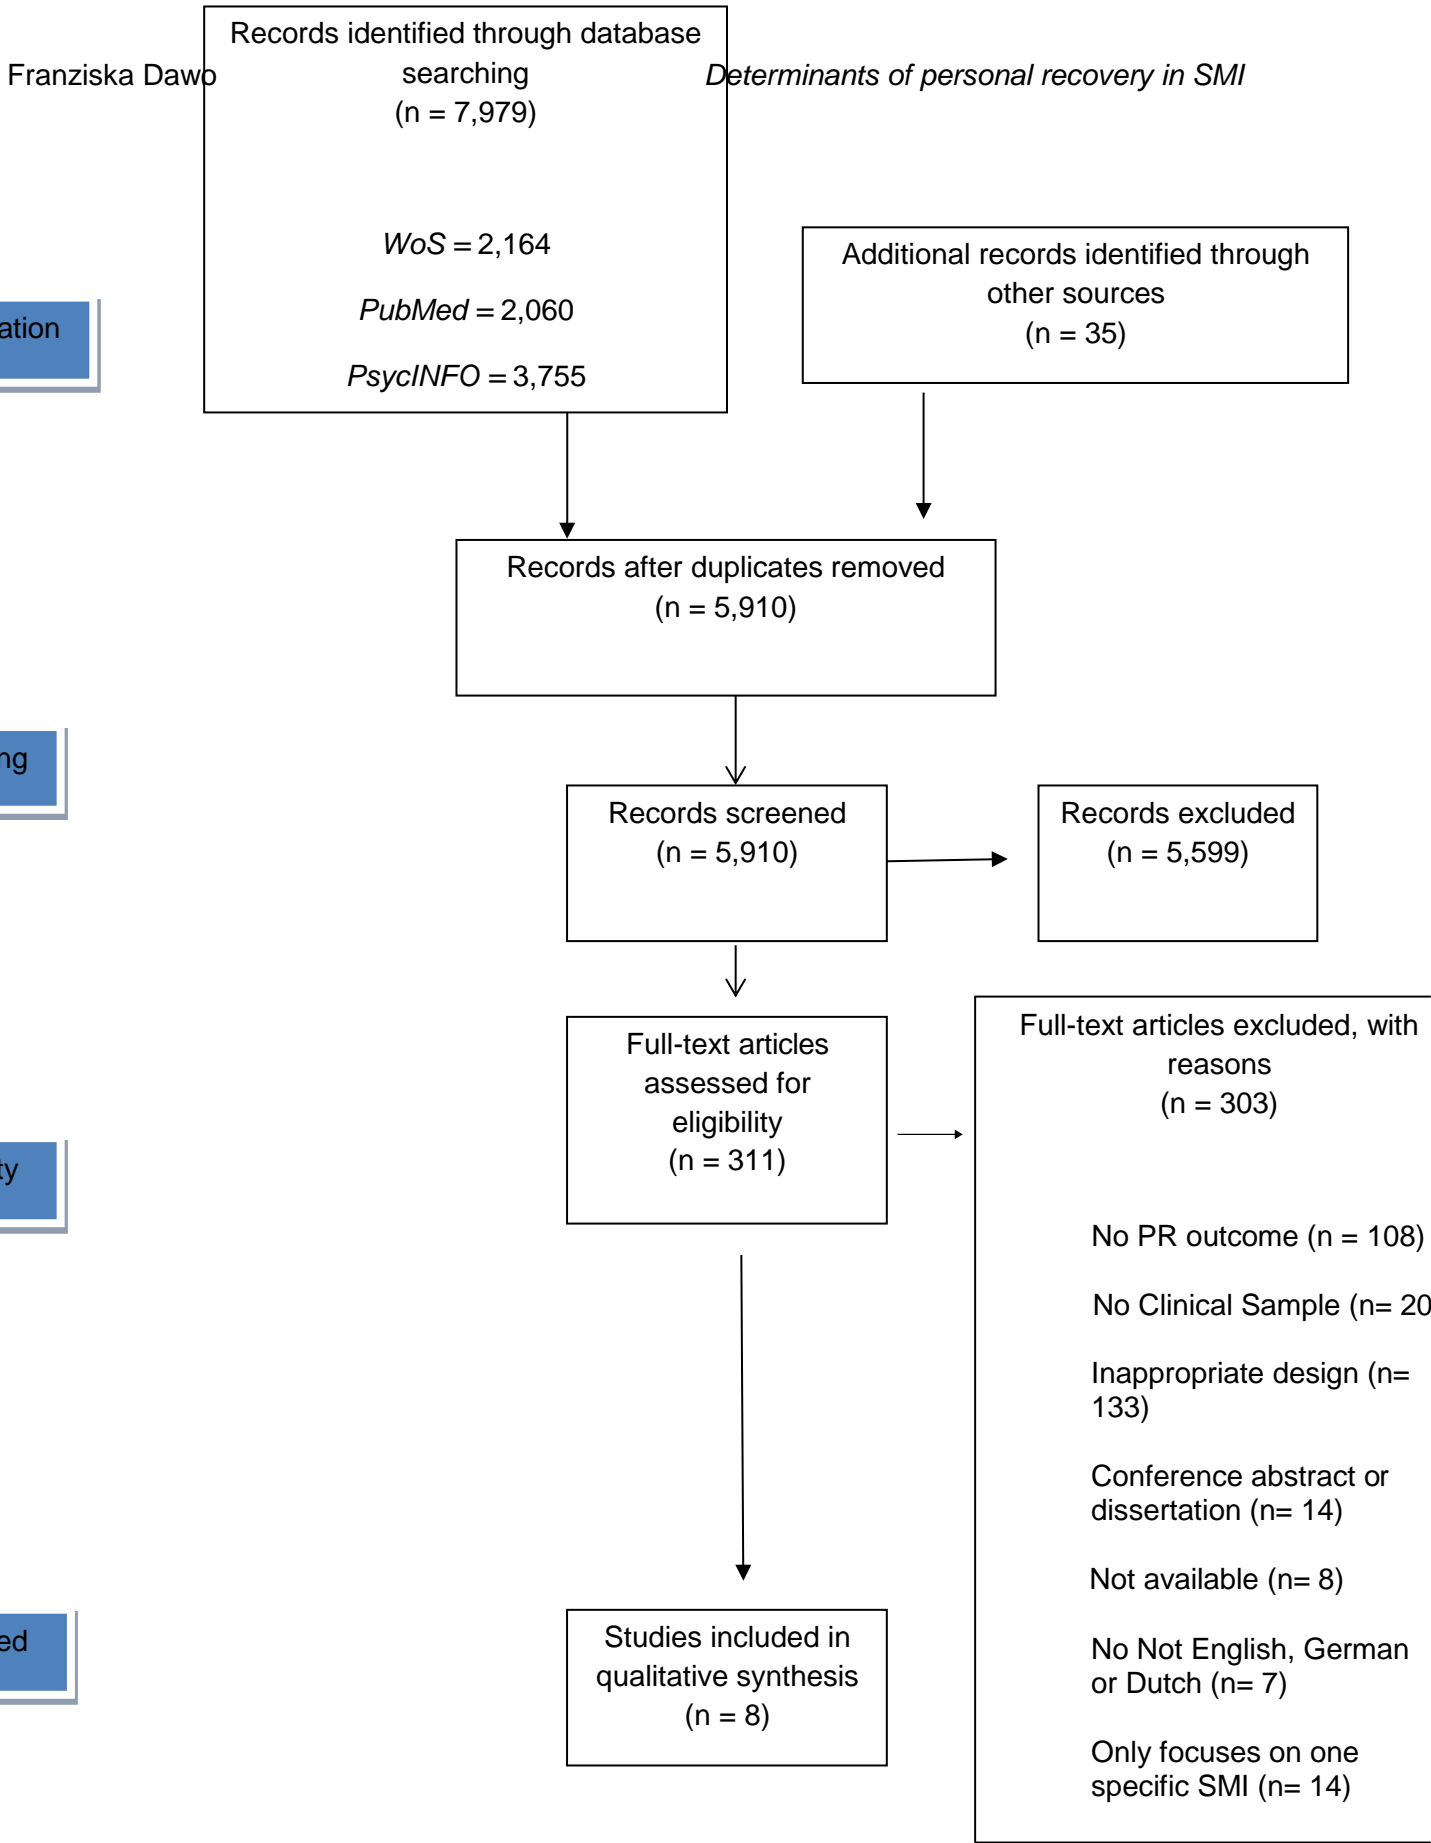 Records identified through database
searching
(n = 7,979)
Franziska Dawo
Determinants of personal recovery in SMI
WoS = 2,164
PubMed = 2,060
PsycINFO = 3,755
Additional records identified through
other sources
(n = 35)
ation
Records after duplicates removed
(n = 5,910)
ng
Records screened
(n = 5,910)
Records excluded
(n = 5,599)
Full-text articles
assessed for
eligibility
(n = 311)
Full-text articles excluded, with
reasons
(n = 303)
No PR outcome (n = 108)
No Clinical Sample (n= 20
Inappropriate design (n=
133)
Conference abstract or
dissertation (n= 14)
Not available (n= 8)
No Not English, German
or Dutch (n= 7)
Only focuses on one
specific SMI (n= 14)
ty
ed
Studies included in
qualitative synthesis
(n = 8)